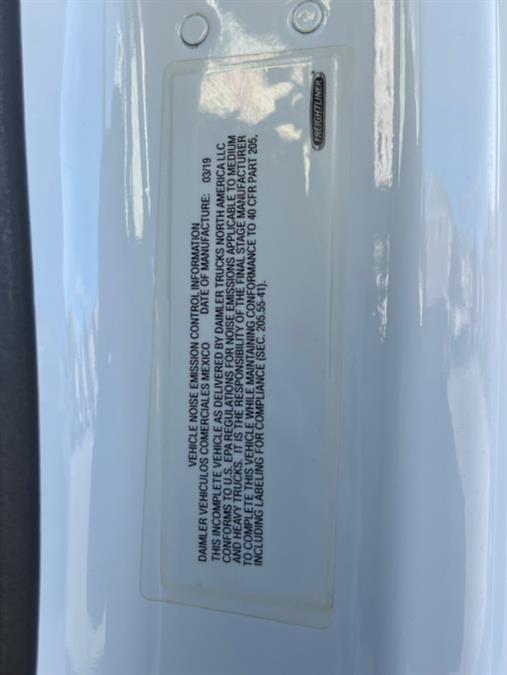 VEHICLE NOISE EMISSION CONTROL INFORMATION
DAIMLER VEHICULOS COMERCIALES MEXICO DATE OF MANUFACTURE: 03/19
THIS INCOMPLETE VEHICLE AS DELIVERED BY DAIMLER TRUCKS NORTH AMERICA LLC
CONFORMS TO U.S. EPA REGULATIONS FOR NOISE EMISSIONS APPLICABLE TO MEDIUM
AND HEAVY TRUCKS. IT IS THE RESPONSIBILITY OF THE FINAL STAGE MANUFACTURER
TO COMPLETE THIS VEHICLE WHILE MAINTAINING CONFORMANCE TO 40 CFR PART 205,
INCLUDING LABELING FOR COMPLIANCE (SEC. 205.55-41).
FREIGHTLINER